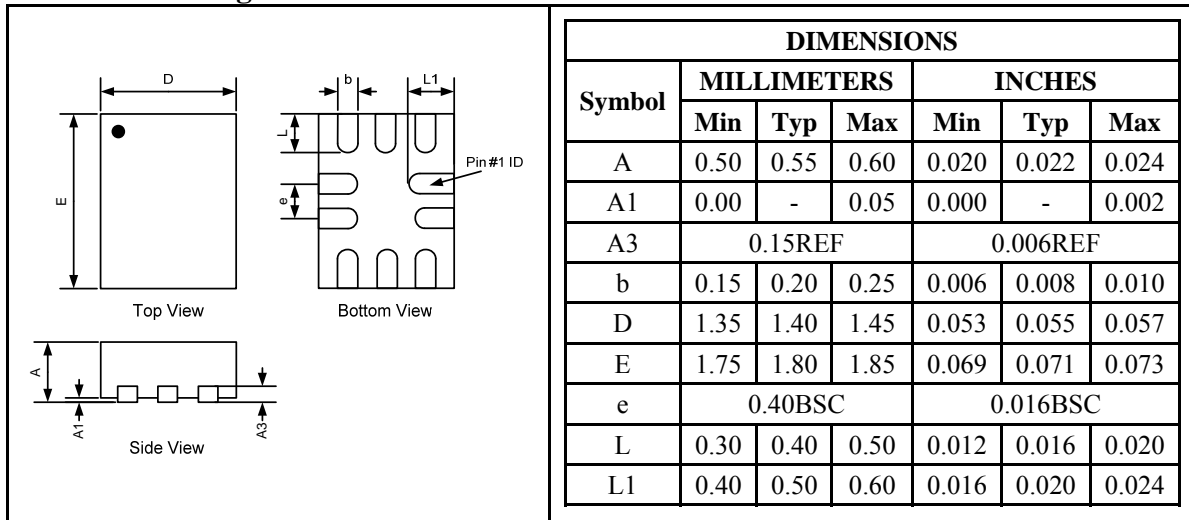 D
E
Top View
b
L1
L
e
Pin #1 ID
Bottom View
A
A1
A3
Side View
DIMENSIONS
Symbol MILLIMETERS INCHES
Min Typ Max Min Typ Max
A 0.50 0.55 0.60 0.020 0.022 0.024
A1 0.00 - 0.05 0.000 - 0.002
A3 0.15REF 0.006REF
b 0.15 0.20 0.25 0.006 0.008 0.010
D 1.35 1.40 1.45 0.053 0.055 0.057
E 1.75 1.80 1.85 0.069 0.071 0.073
e 0.40BSC 0.016BSC
L 0.30 0.40 0.50 0.012 0.016 0.020
L1 0.40 0.50 0.60 0.016 0.020 0.024